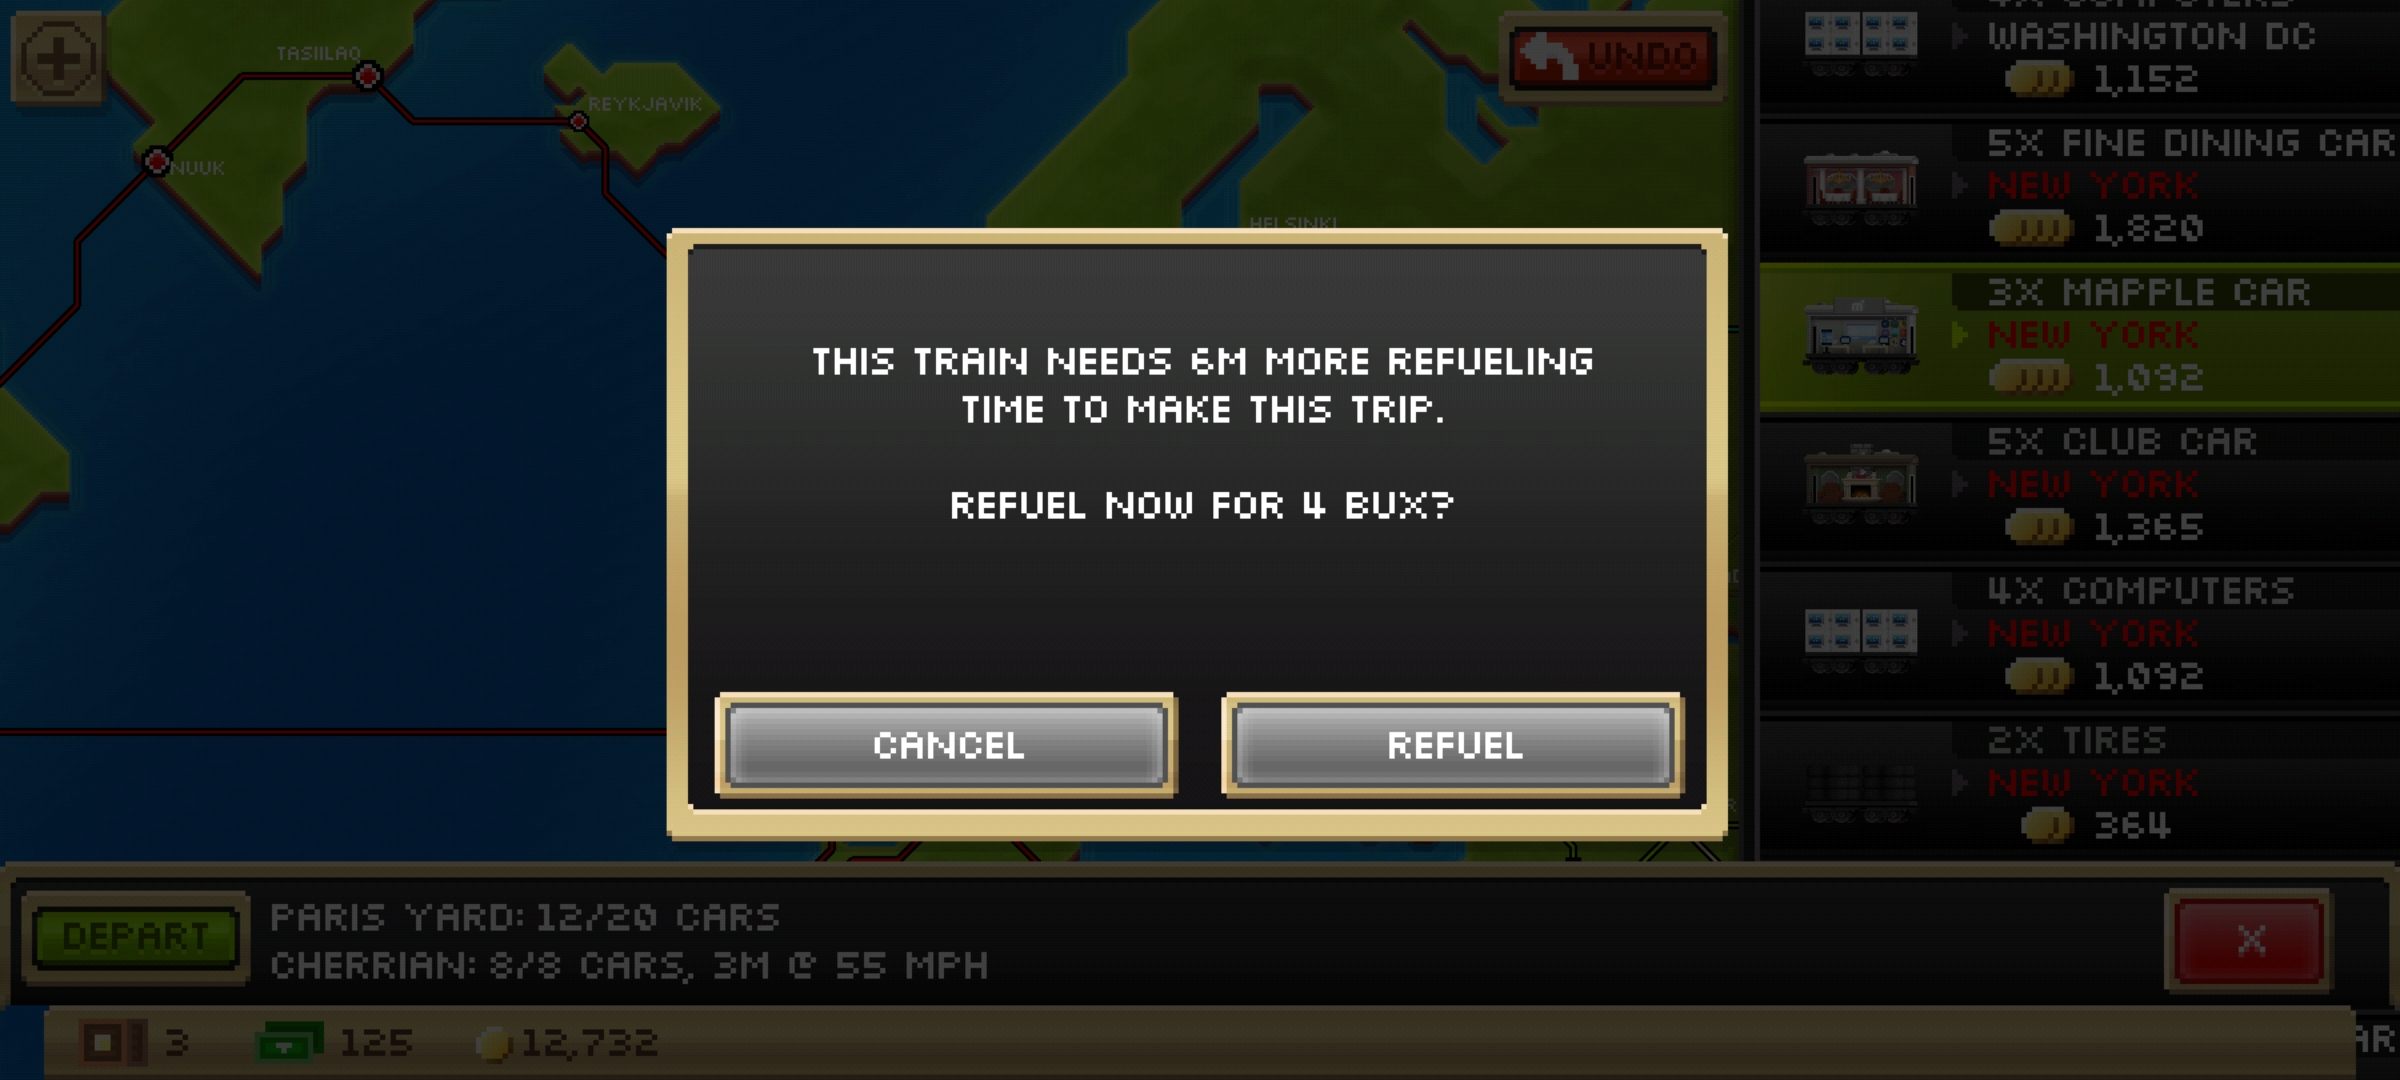 TASIILAQ
REYKJAVIK
NUUK
HELSINKI
UNDO
WASHINGTON DC
1,152
5X FINE DINING CAR
NEW YORK
1,820
3X MAPPLE CAR
NEW YORK
1,092
5X CLUB CAR
NEW YORK
1,365
4X COMPUTERS
NEW YORK
1,092
2X TIRES
NEW YORK
364
THIS TRAIN NEEDS 6M MORE REFUELING
TIME TO MAKE THIS TRIP.
REFUEL NOW FOR 4 BUX?
CANCEL
REFUEL
DEPART
PARIS YARD: 12/20 CARS
CHERRIAN: 8/8 CARS, 3M @ 55 MPH
X
3
125
12,732